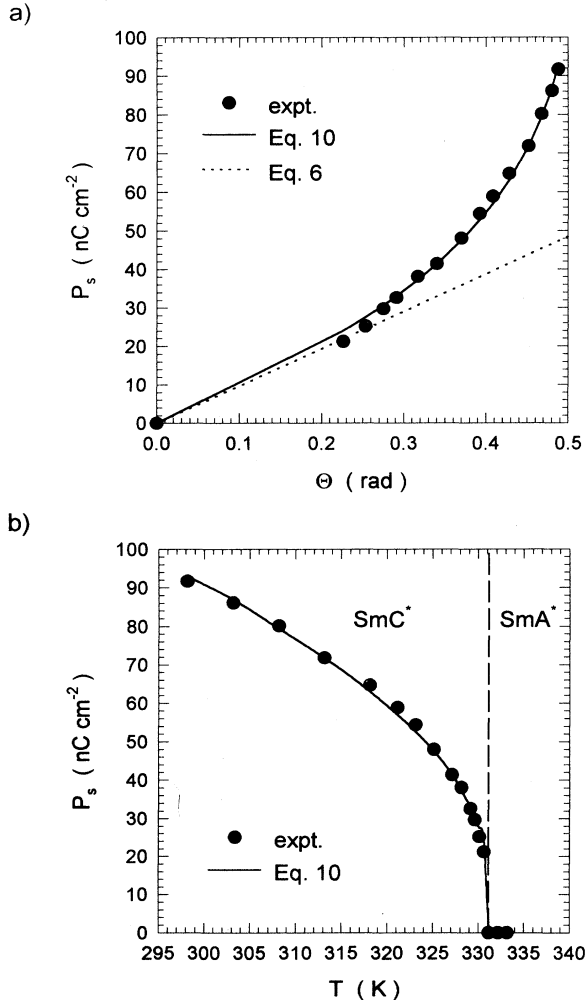 a)
100
90
80
70
60
50
40
30
20
10
0
P_s ( nC cm^-2 )
expt.
Eq. 10
Eq. 6
0.0 0.1 0.2 0.3 0.4 0.5
Θ ( rad )
b)
100
90
80
70
60
50
40
30
20
10
0
P_s ( nC cm^-2 )
SmC* SmA*
expt.
Eq. 10
295 300 305 310 315 320 325 330 335 340
T ( K )